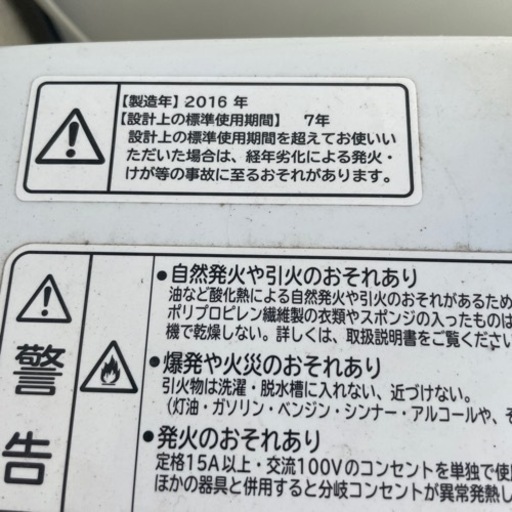 【製造年】2016 年
【設計上の標準使用期間】 7年
設計上の標準使用期間を超えてお使いい
ただいた場合は、経年劣化による発火・
けが等の事故に至るおそれがあります。
警告
●自然発火や引火のおそれあり
油など酸化熱による自然発火や引火のおそれがあるため
ポリプロピレン繊維製の衣類やスポンジの入ったものは
機で乾燥しない。詳しくは、取扱説明書をご覧くださ
●爆発や火災のおそれあり
引火物は洗濯・脱水槽に入れない、近づけない。
(灯油・ガソリン・ベンジン・シンナー・アルコールや、そ
●発火のおそれあり
定格15A以上・交流100Vのコンセントを単独で使
ほかの器具と併用すると分岐コンセントが異常発熱し